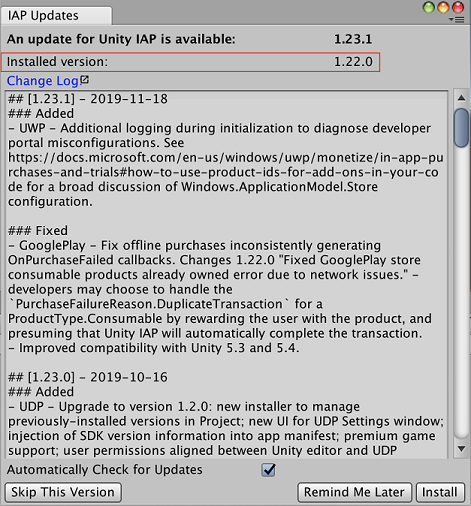 IAP Updates
An update for Unity IAP is available: 1.23.1
Installed version: 1.22.0
Change Log
## [1.23.1] - 2019-11-18
### Added
- UWP - Additional logging during initialization to diagnose developer
portal misconfigurations. See
https://docs.microsoft.com/en-us/windows/uwp/monetize/in-app-pu
rchases-and-trials#how-to-use-product-ids-for-add-ons-in-your-co
de for a broad discussion of Windows.ApplicationModel.Store
configuration.
### Fixed
- GooglePlay - Fix offline purchases inconsistently generating
OnPurchaseFailed callbacks. Changes 1.22.0 "Fixed GooglePlay store
consumable products already owned error due to network issues." -
developers may choose to handle the
`PurchaseFailureReason.DuplicateTransaction` for a
ProductType.Consumable by rewarding the user with the product, and
presuming that Unity IAP will automatically complete the transaction.
- Improved compatibility with Unity 5.3 and 5.4.
## [1.23.0] - 2019-10-16
### Added
- UDP - Upgrade to version 1.2.0: new installer to manage
previously-installed versions in Project; new UI for UDP Settings window;
injection of SDK version information into app manifest; premium game
support; user permissions aligned between Unity editor and UDP
Automatically Check for Updates
Skip This Version Remind Me Later Install